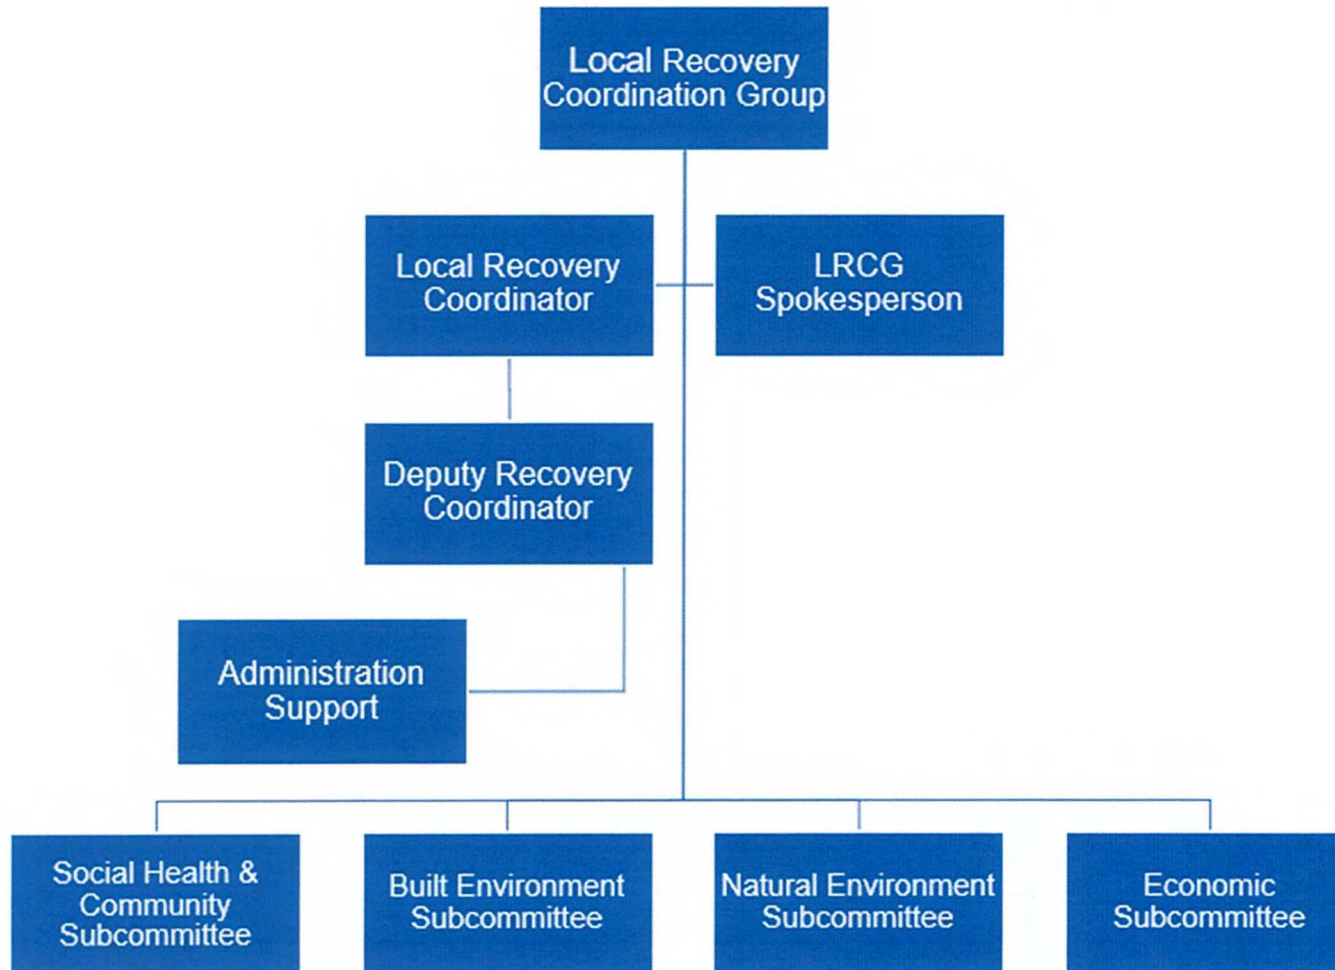 Local Recovery
Coordination Group
Local Recovery
Coordinator
LRCG
Spokesperson
Deputy Recovery
Coordinator
Administration
Support
Social Health &
Community
Subcommittee
Built Environment
Subcommittee
Natural Environment
Subcommittee
Economic
Subcommittee